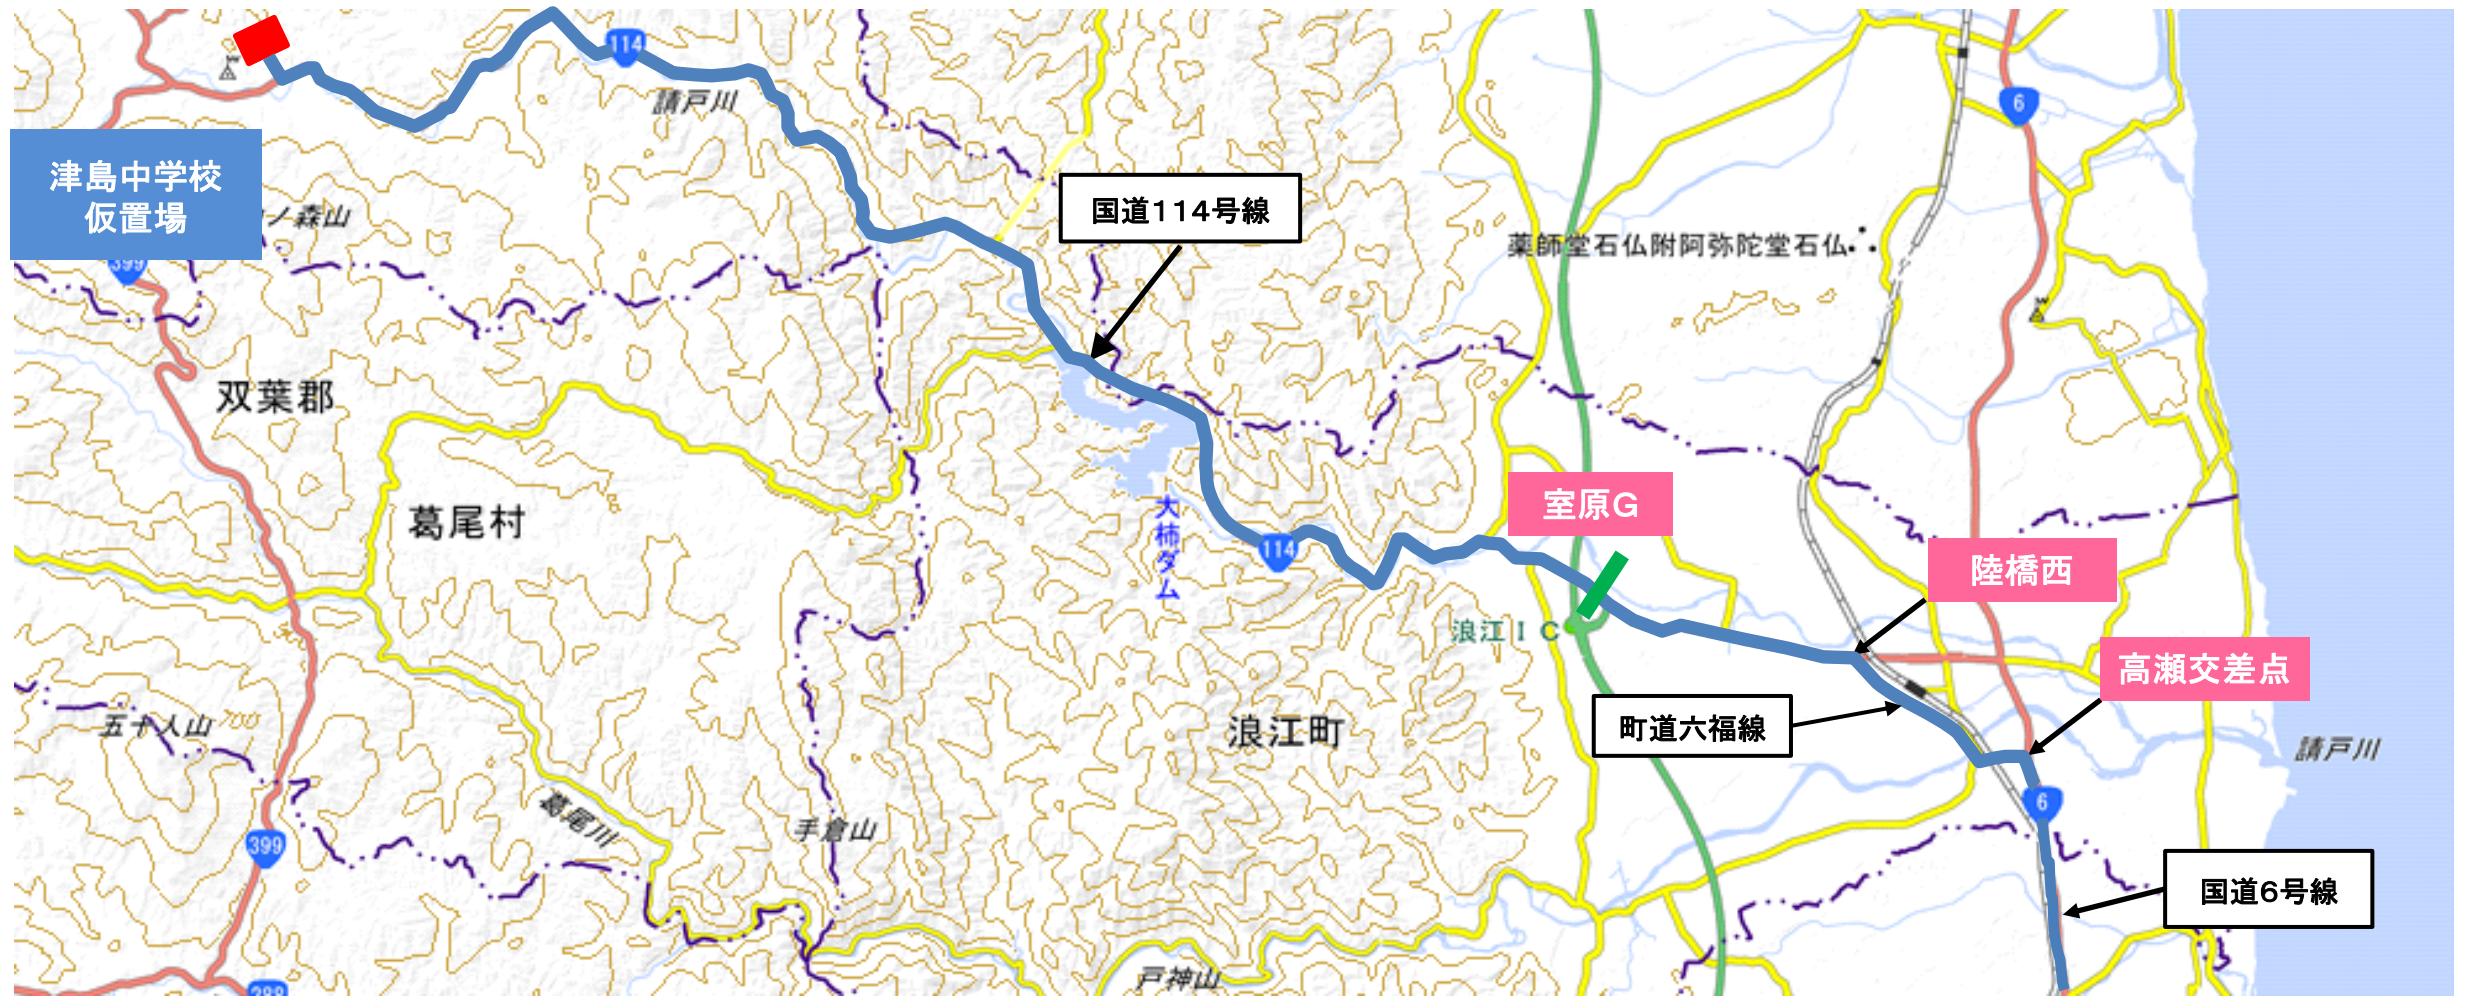 114
請戸川
6
津島中学校
仮置場
ノ森山
国道114号線
薬師堂石仏附阿弥陀堂石仏
399
双葉郡
葛尾村
大柿ダム
室原G
114
陸橋西
浪江IC
高瀬交差点
五十人山
浪江町
町道六福線
請戸川
葛尾川
手倉山
6
399
国道6号線
戸神山